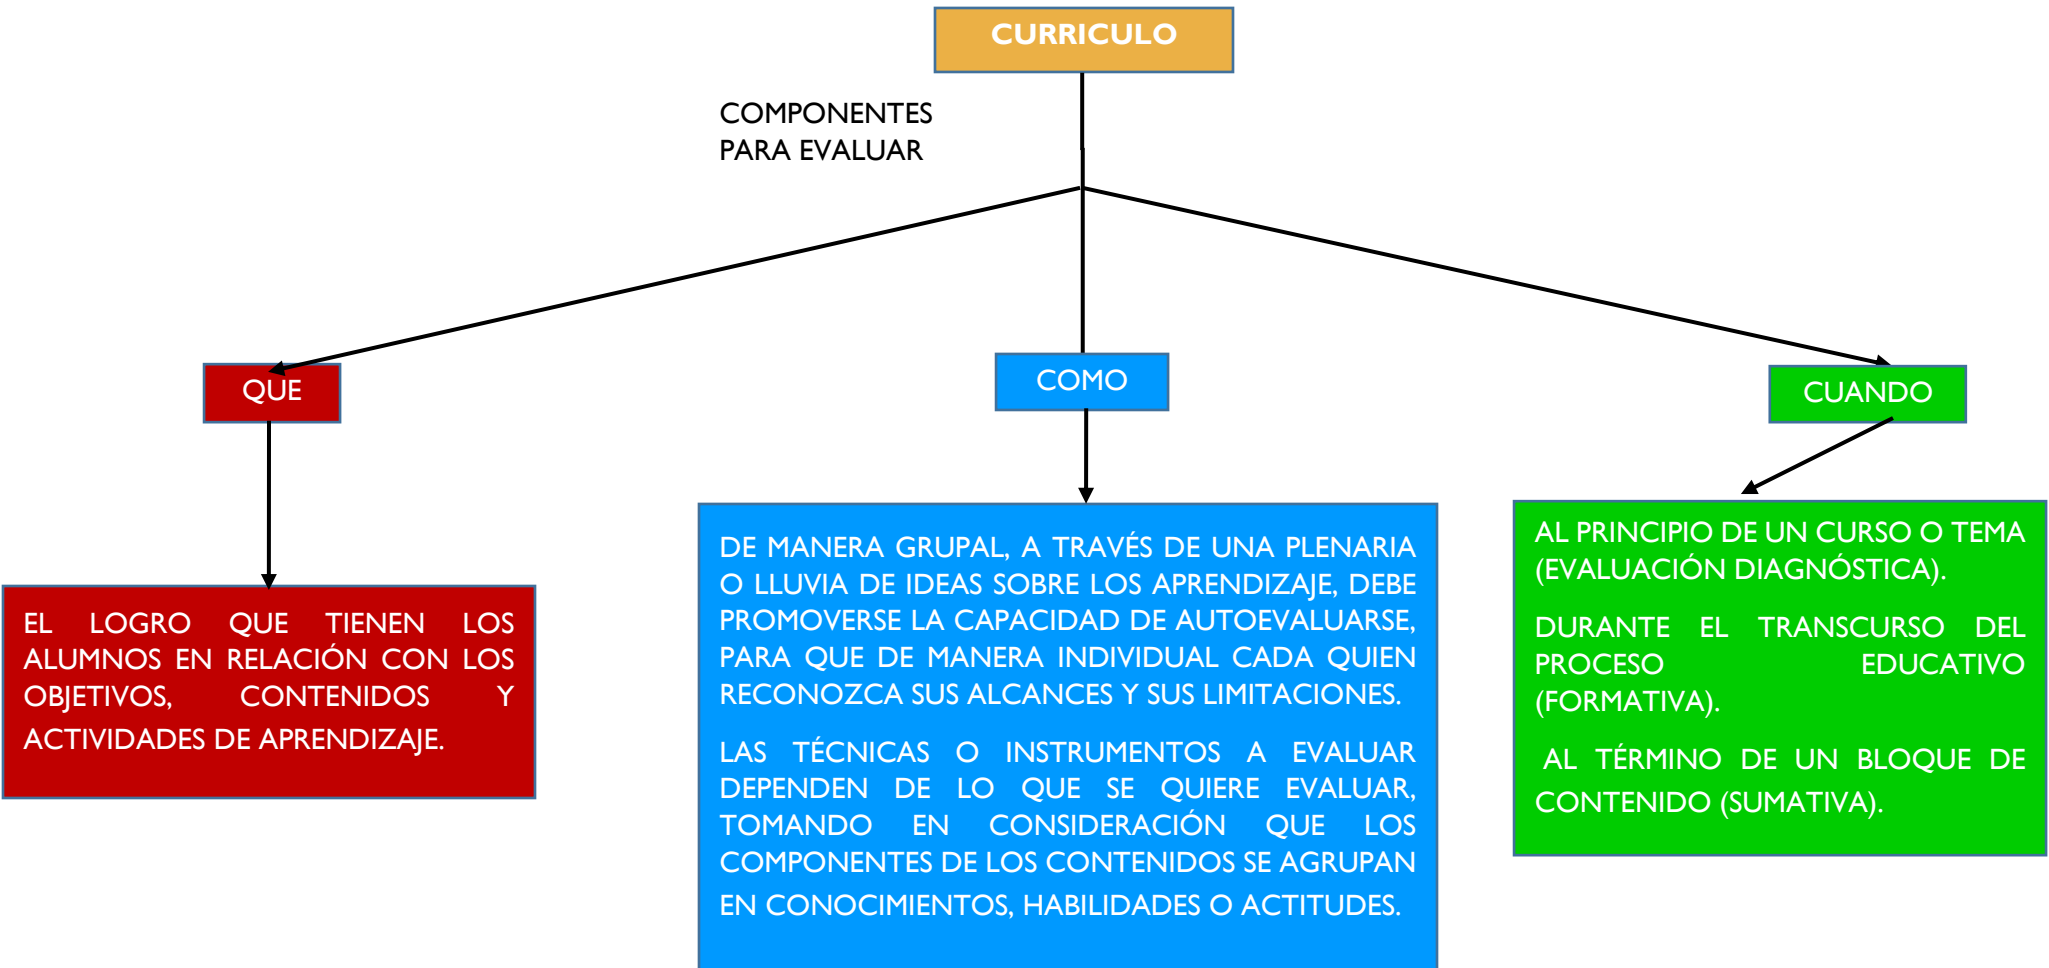 CURRICULO
COMPONENTES
PARA EVALUAR
QUE
COMO
CUANDO
EL LOGRO QUE TIENEN LOS
ALUMNOS EN RELACIÓN CON LOS
OBJETIVOS, CONTENIDOS Y
ACTIVIDADES DE APRENDIZAJE.
DE MANERA GRUPAL, A TRAVÉS DE UNA PLENARIA
O LLUVIA DE IDEAS SOBRE LOS APRENDIZAJE, DEBE
PROMOVERSE LA CAPACIDAD DE AUTOEVALUARSE,
PARA QUE DE MANERA INDIVIDUAL CADA QUIEN
RECONOZCA SUS ALCANCES Y SUS LIMITACIONES.
LAS TÉCNICAS O INSTRUMENTOS A EVALUAR
DEPENDEN DE LO QUE SE QUIERE EVALUAR,
TOMANDO EN CONSIDERACIÓN QUE LOS
COMPONENTES DE LOS CONTENIDOS SE AGRUPAN
EN CONOCIMIENTOS, HABILIDADES O ACTITUDES.
AL PRINCIPIO DE UN CURSO O TEMA
(EVALUACIÓN DIAGNÓSTICA).
DURANTE EL TRANSCURSO DEL
PROCESO EDUCATIVO
(FORMATIVA).
AL TÉRMINO DE UN BLOQUE DE
CONTENIDO (SUMATIVA).